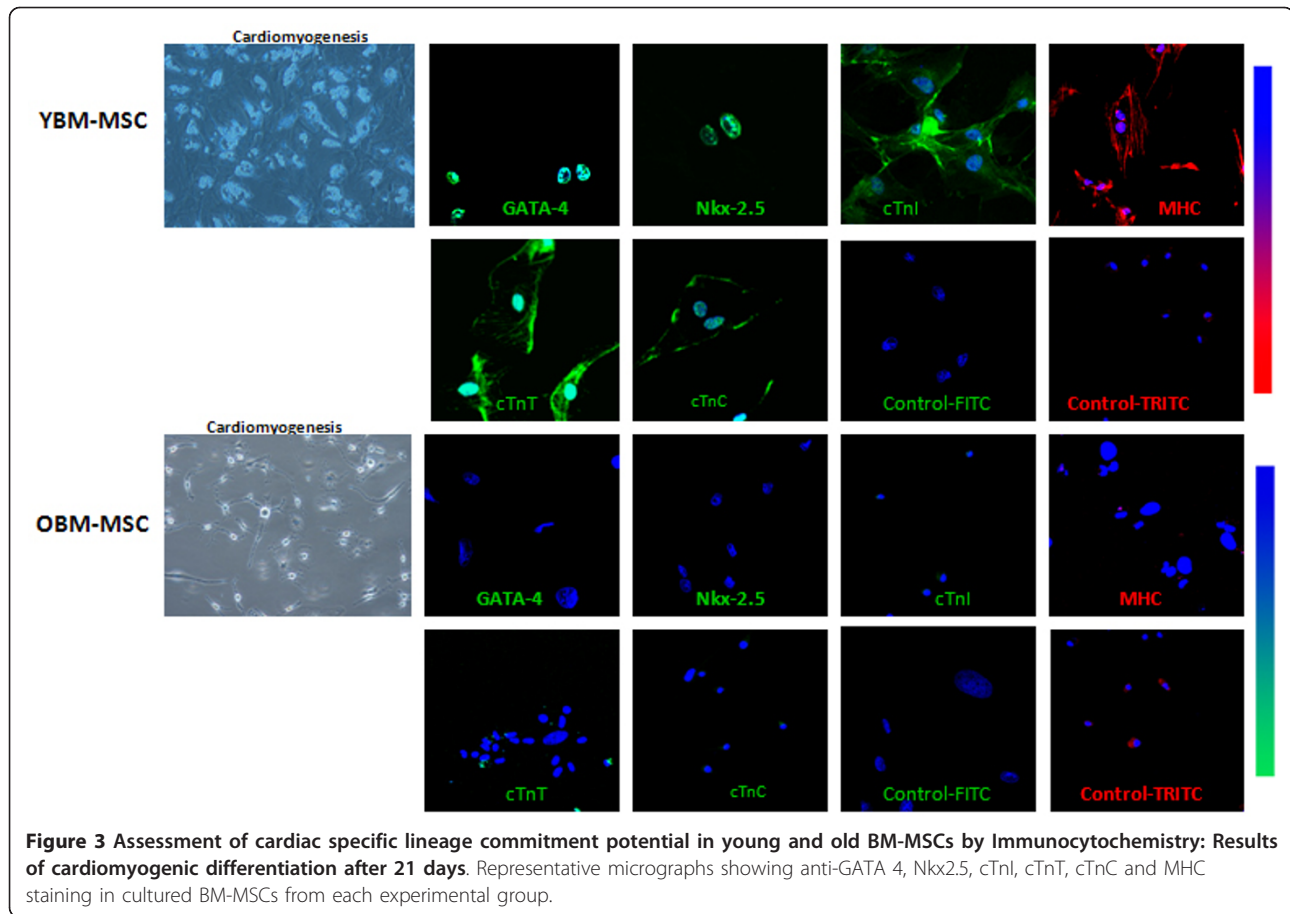 Cardiomyogenesis
YBM-MSC
GATA-4
Nkx-2.5
cTnI
MHC
cTnT
cTnC
Control-FITC
Control-TRITC
Cardiomyogenesis
OBM-MSC
GATA-4
Nkx-2.5
cTnI
MHC
cTnT
cTnC
Control-FITC
Control-TRITC
Figure 3 Assessment of cardiac specific lineage commitment potential in young and old BM-MSCs by Immunocytochemistry: Results
of cardiomyogenic differentiation after 21 days. Representative micrographs showing anti-GATA 4, Nkx2.5, cTnI, cTnT, cTnC and MHC
staining in cultured BM-MSCs from each experimental group.